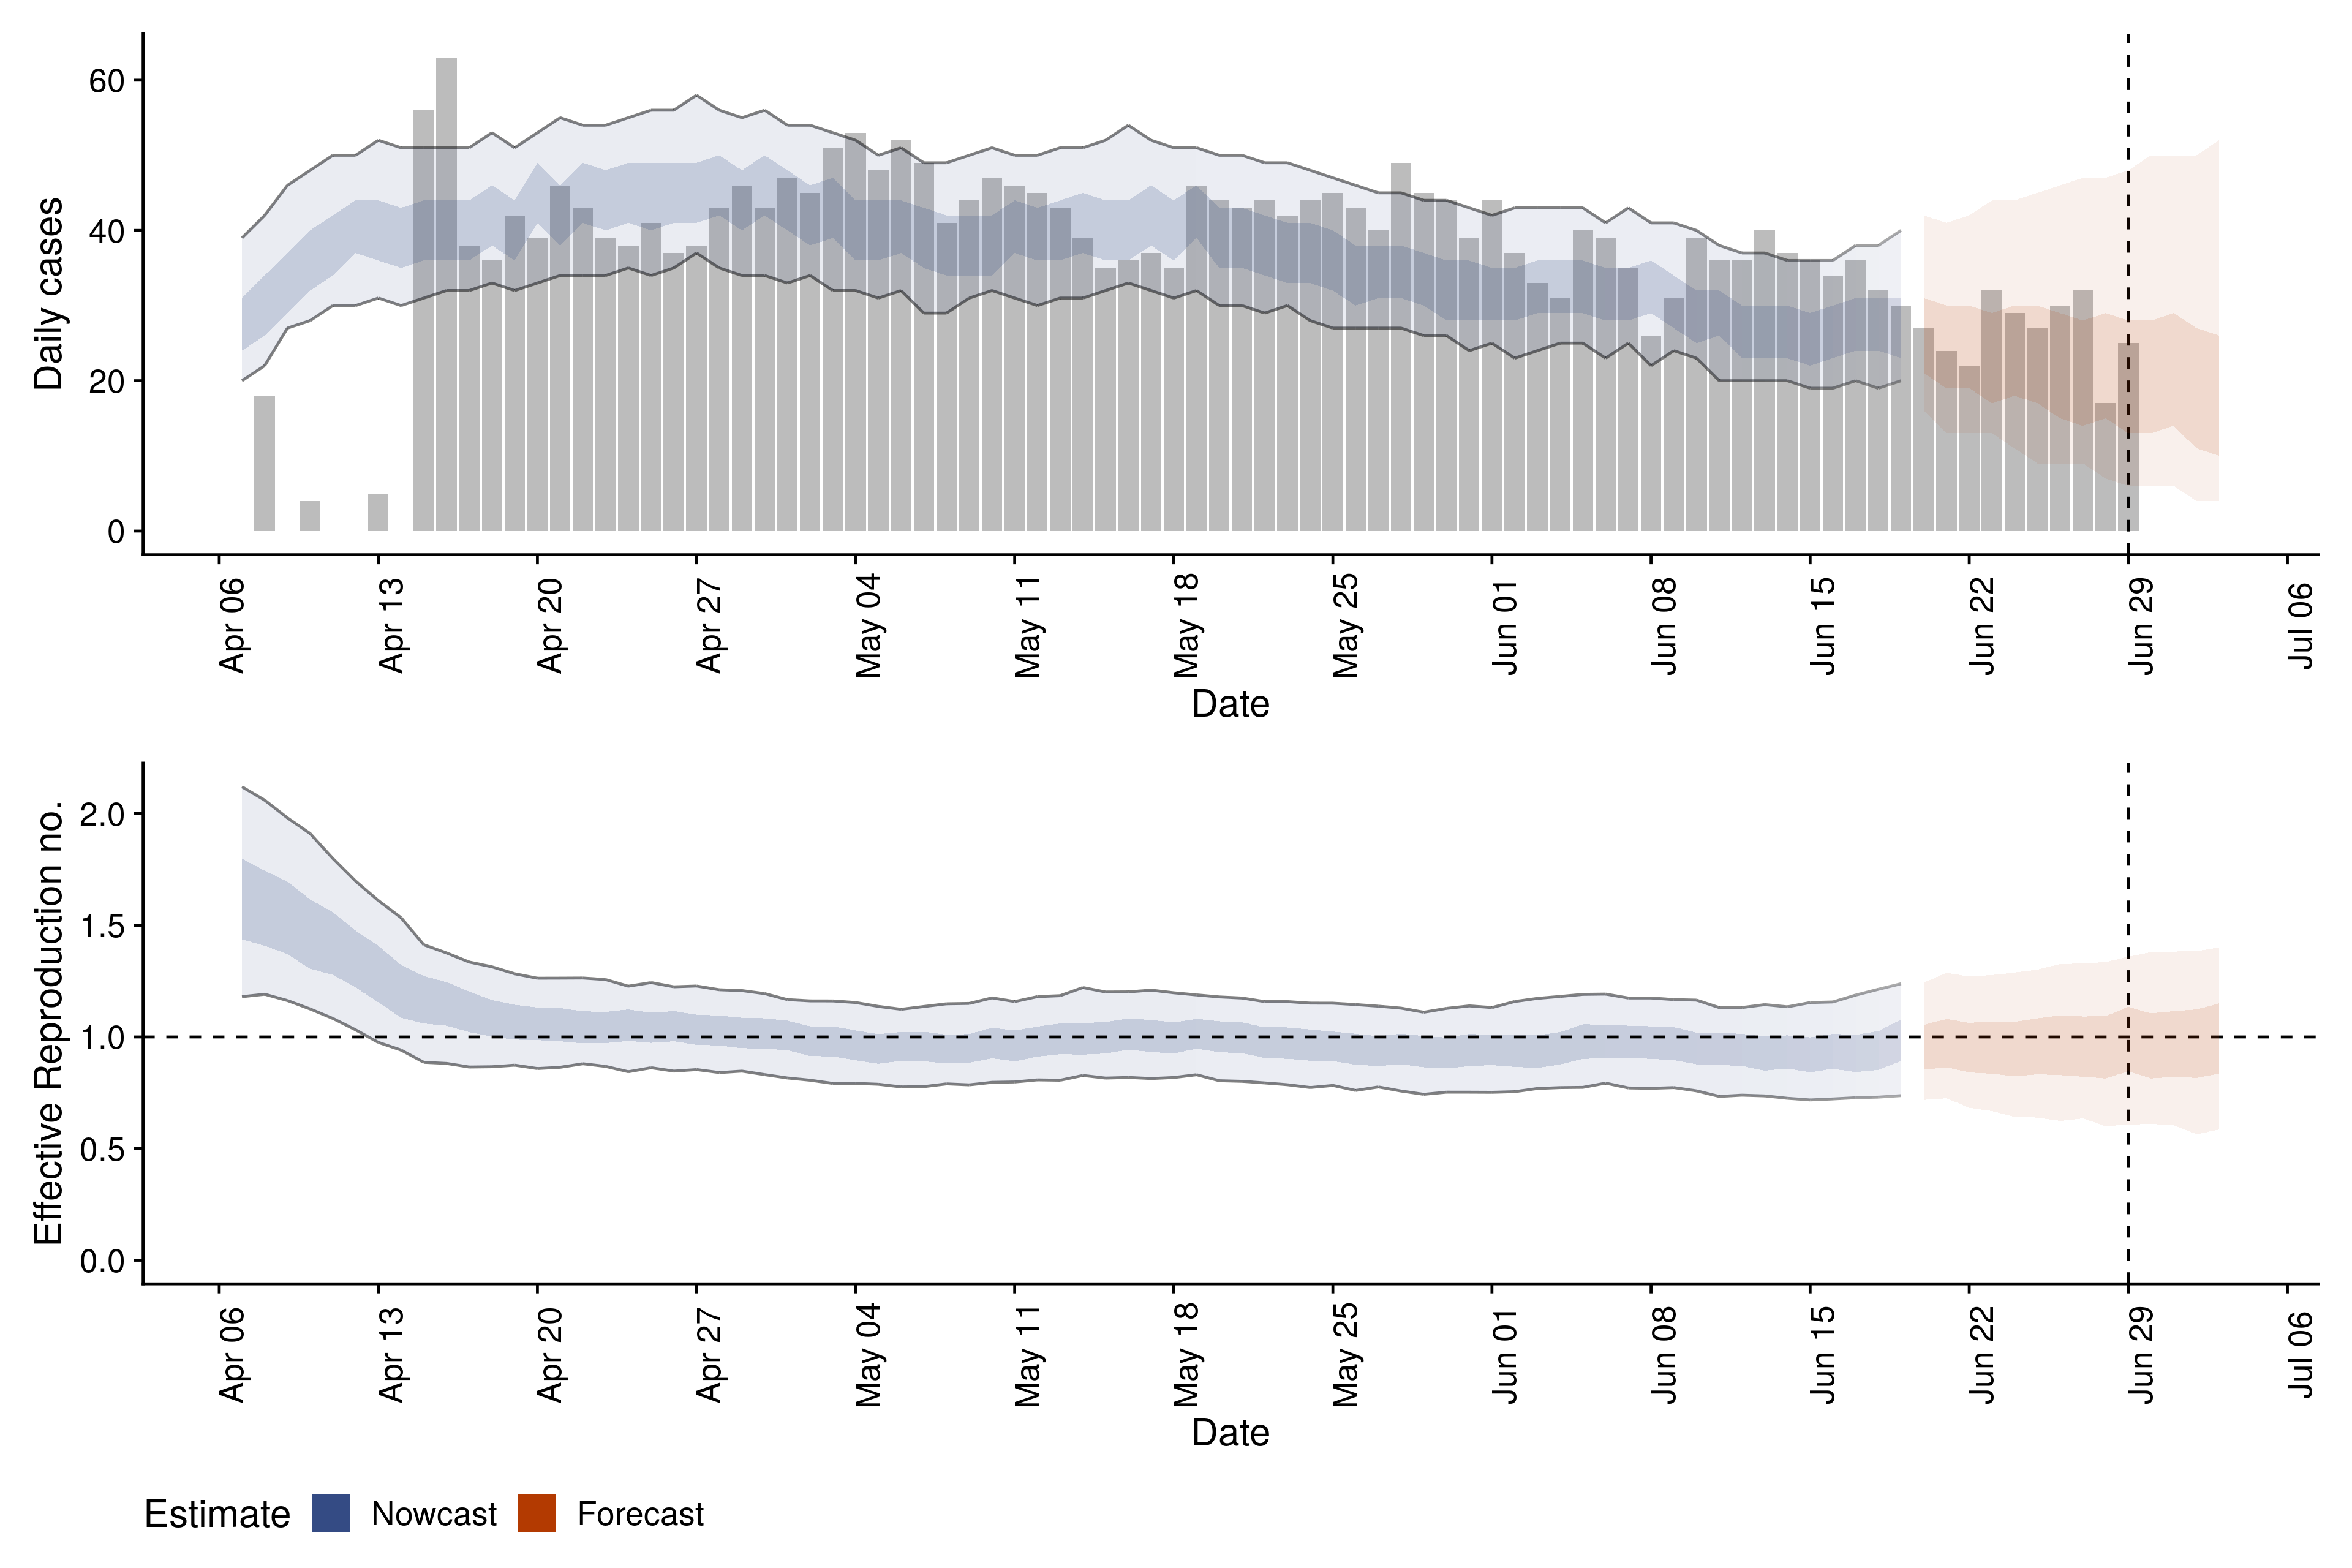 Daily cases
60
40
20
0
Apr 06
Apr 13
Apr 20
Apr 27
May 04
May 11
May 18
May 25
Jun 01
Jun 08
Jun 15
Jun 22
Jun 29
Jul 06
Date
Effective Reproduction no.
2.0
1.5
1.0
0.5
0.0
Apr 06
Apr 13
Apr 20
Apr 27
May 04
May 11
May 18
May 25
Jun 01
Jun 08
Jun 15
Jun 22
Jun 29
Jul 06
Date
Estimate Nowcast Forecast